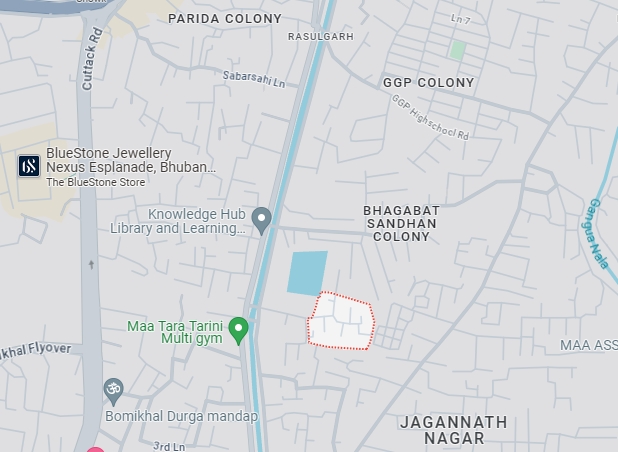 PARIDA COLONY
Ln 7
RASULGARH
Cuttack Rd
Sabarsahi Ln
GGP COLONY
GGP Highschool Rd
BlueStone Jewellery
Nexus Esplanade, Bhuban...
The BlueStone Store
Knowledge Hub
Library and Learning...
BHAGABAT
SANDHAN
COLONY
Gangua Nala
Maa Tara Tarini
Multi gym
MAA ASS
khal Flyover
Bomikhal Durga mandap
JAGANNATH
NAGAR
3rd Ln